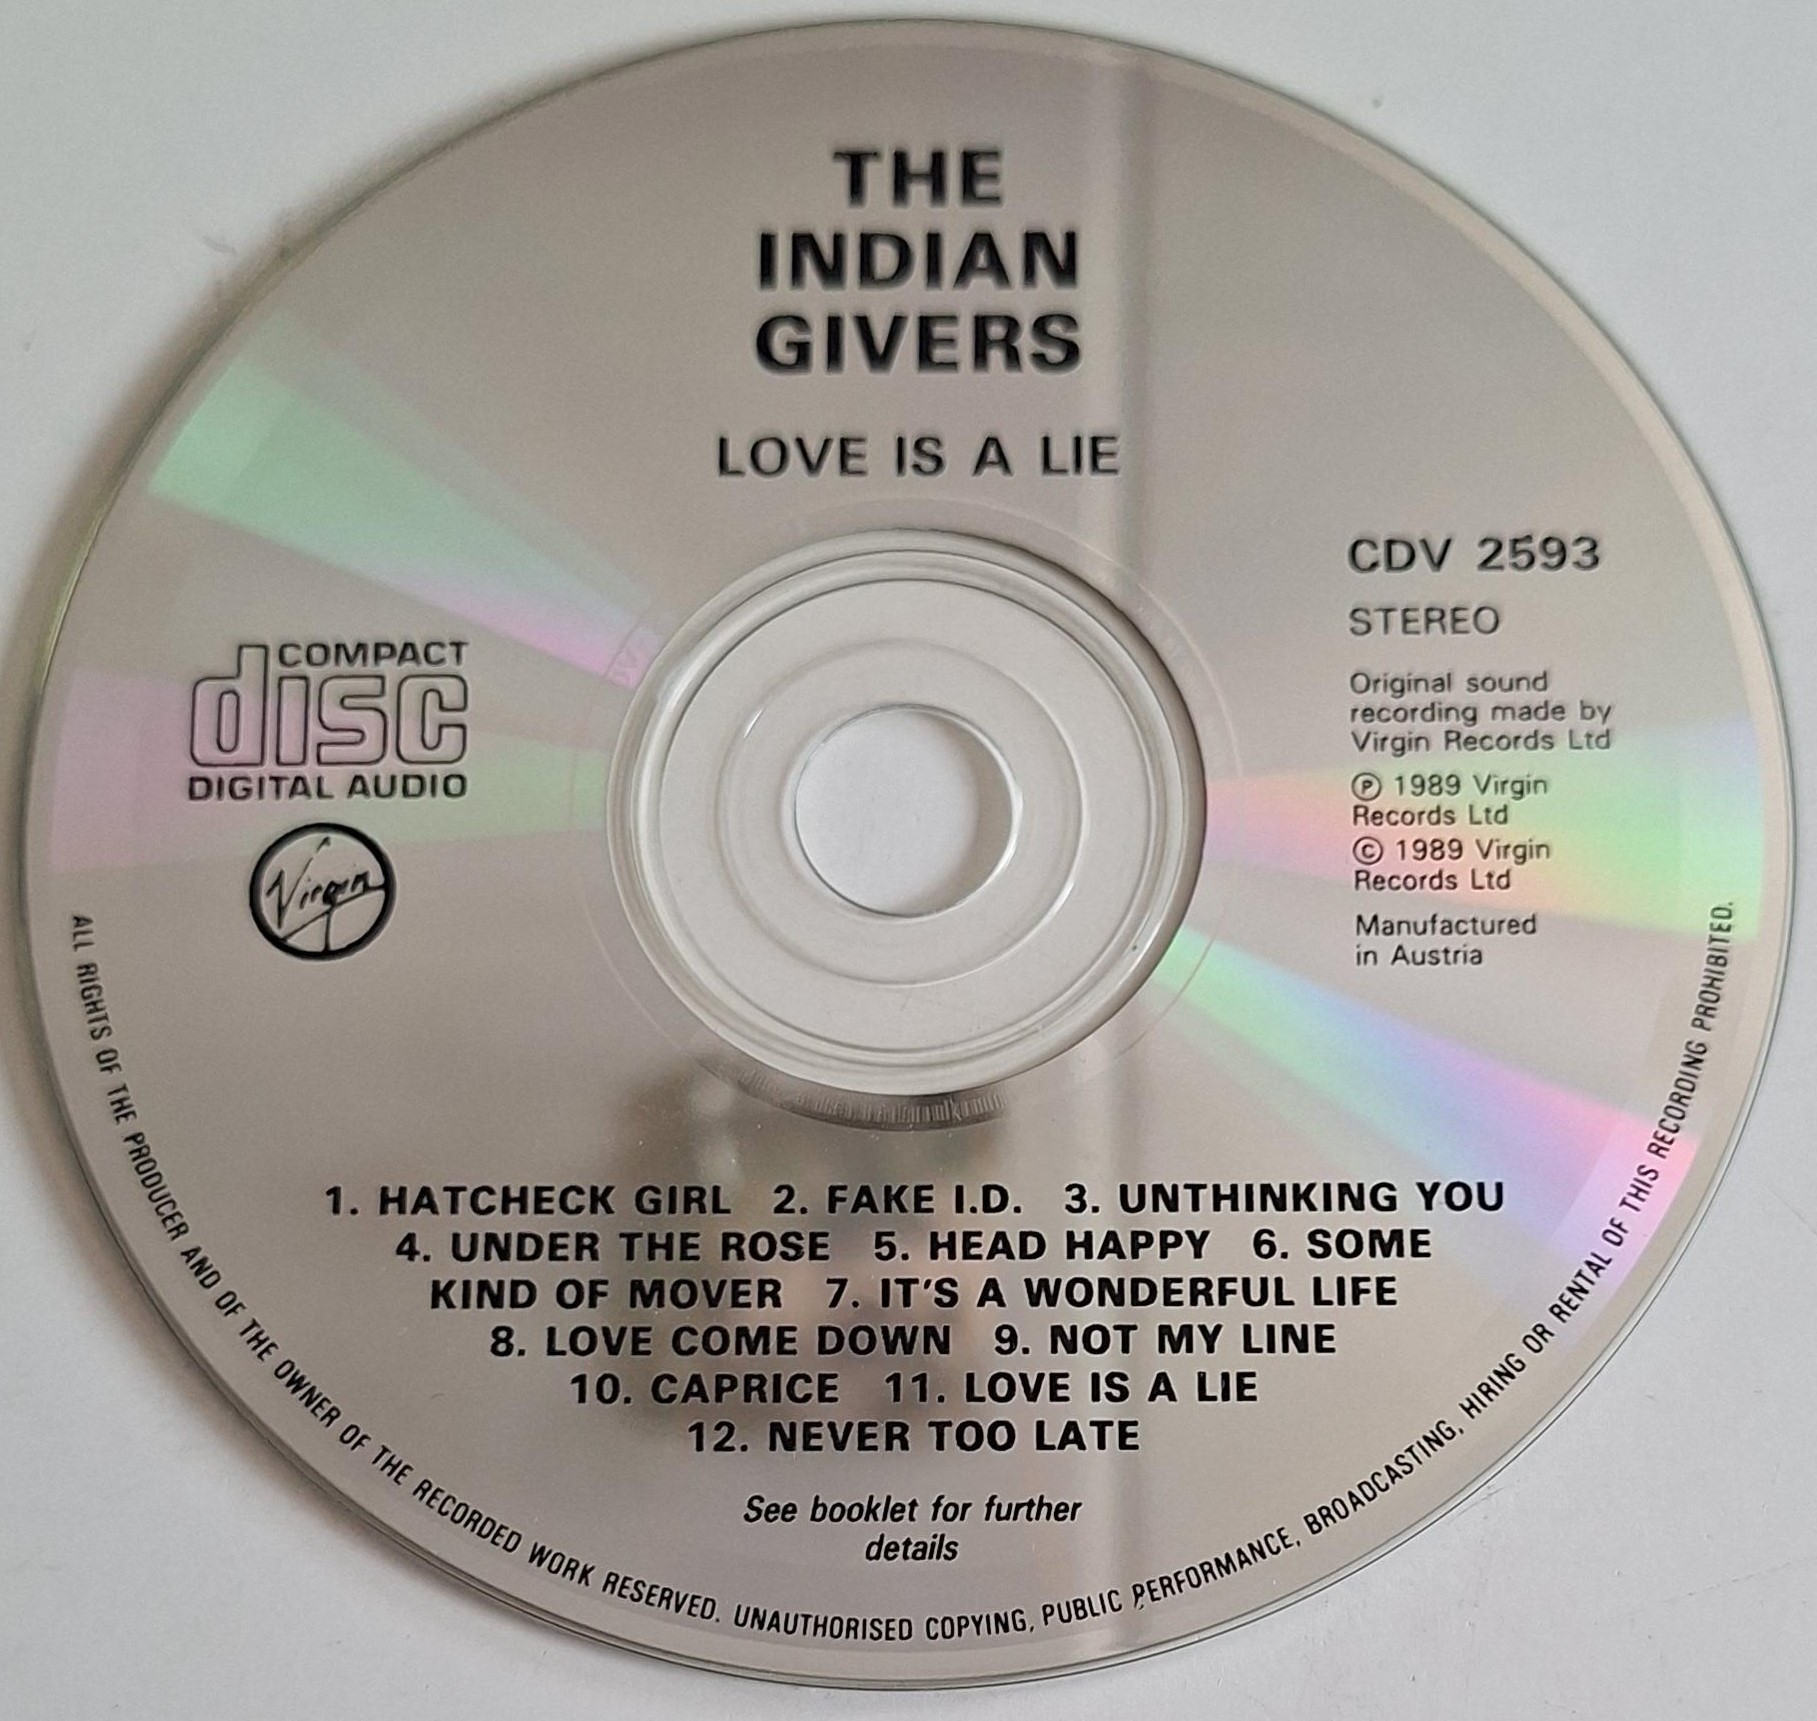 THE
INDIAN
GIVERS
LOVE IS A LIE
COMPACT
disc
DIGITAL AUDIO
Virgin
CDV 2593
STEREO
Original sound
recording made by
Virgin Records Ltd
Ⓟ 1989 Virgin
Records Ltd
© 1989 Virgin
Records Ltd
Manufactured
in Austria
1. HATCHECK GIRL 2. FAKE I.D. 3. UNTHINKING YOU
4. UNDER THE ROSE 5. HEAD HAPPY 6. SOME
KIND OF MOVER 7. IT'S A WONDERFUL LIFE
8. LOVE COME DOWN 9. NOT MY LINE
10. CAPRICE 11. LOVE IS A LIE
12. NEVER TOO LATE
See booklet for further
details
ALL RIGHTS OF THE PRODUCER AND OF THE OWNER OF THE RECORDED WORK RESERVED. UNAUTHORISED COPYING, PUBLIC PERFORMANCE, BROADCASTING, HIRING OR RENTAL OF THIS RECORDING PROHIBITED.